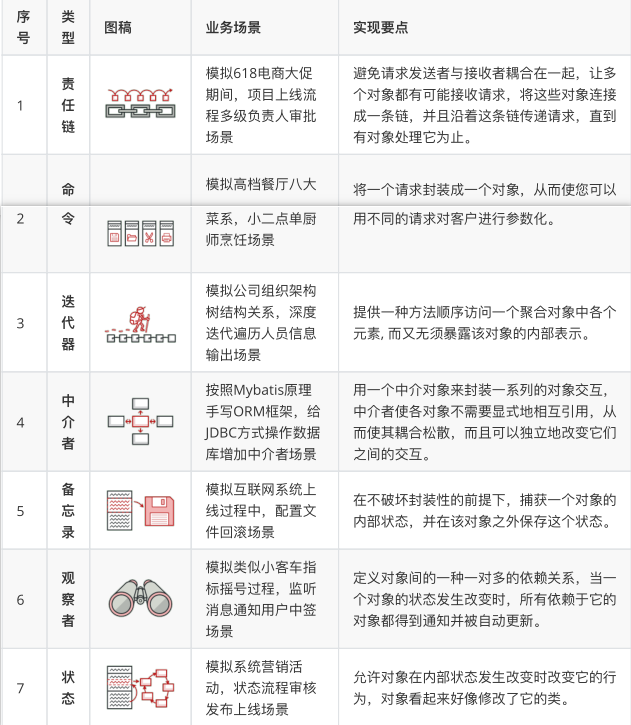 序号 类型 图稿 业务场景 实现要点
1
责任链
模拟618电商大促
期间，项目上线流
程多级负责人审批
场景
避免请求发送者与接收者耦合在一起，让多
个对象都有可能接收请求，将这些对象连接
成一条链，并且沿着这条链传递请求，直到
有对象处理它为止。
2
命令
模拟高档餐厅八大
菜系，小二点单厨
师烹饪场景
将一个请求封装成一个对象，从而使您可以
用不同的请求对客户进行参数化。
3
迭代器
模拟公司组织架构
树结构关系，深度
迭代遍历人员信息
输出场景
提供一种方法顺序访问一个聚合对象中各个
元素, 而又无须暴露该对象的内部表示。
4
中介者
按照Mybatis原理
手写ORM框架，给
JDBC方式操作数据
库增加中介者场景
用一个中介对象来封装一系列的对象交互，
中介者使各对象不需要显式地相互引用，从
而使其耦合松散，而且可以独立地改变它们
之间的交互。
5
备忘录
模拟互联网系统上
线过程中，配置文
件回滚场景
在不破坏封装性的前提下，捕获一个对象的
内部状态，并在该对象之外保存这个状态。
6
观察者
模拟类似小客车指
标摇号过程，监听
消息通知用户中签
场景
定义对象间的一种一对多的依赖关系，当一
个对象的状态发生改变时，所有依赖于它的
对象都得到通知并被自动更新。
7
状态
模拟系统营销活
动，状态流程审核
发布上线场景
允许对象在内部状态发生改变时改变它的行
为，对象看起来好像修改了它的类。